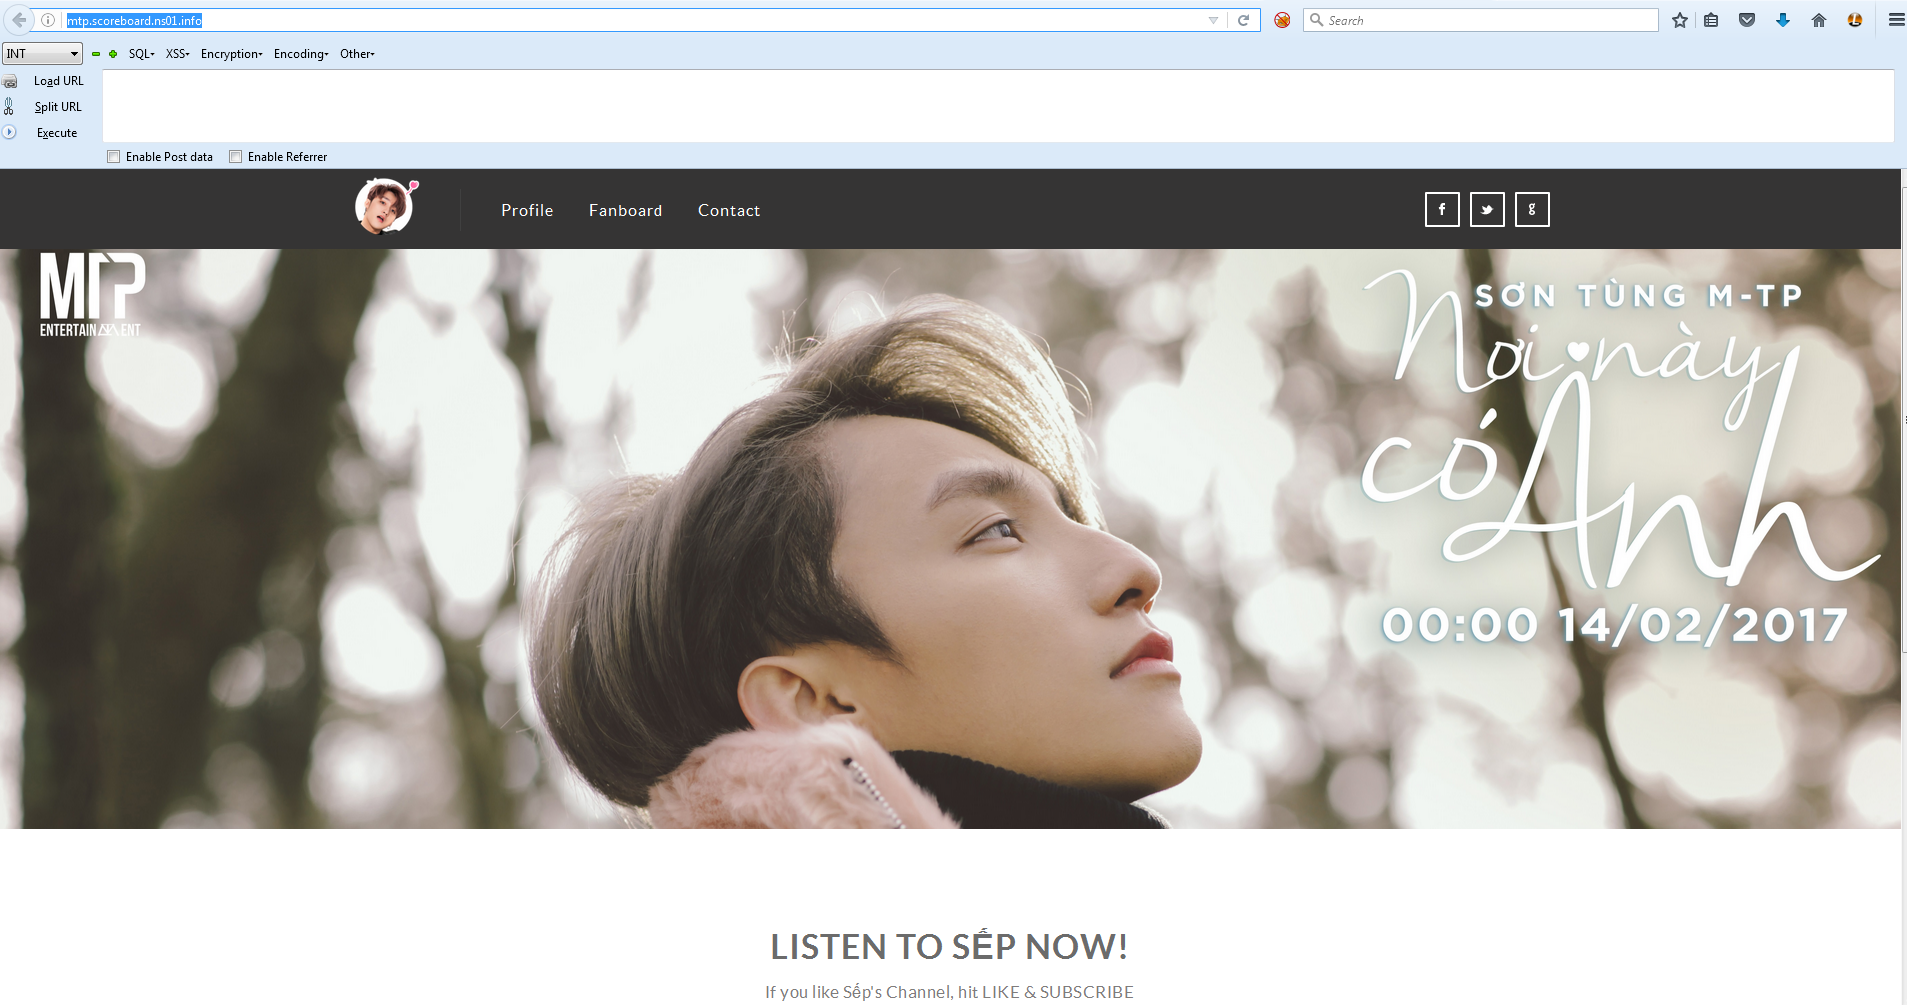 mtp.scoreboard.ns01.info
Search
INT
SQL XSS Encryption Encoding Other
Load URL
Split URL
Execute
Enable Post data Enable Referrer
Profile Fanboard Contact
MTP
ENTERTAINMENT
SƠN TÙNG M-TP
Nơi này
có Anh
00:00 14/02/2017
LISTEN TO SẾP NOW!
If you like Sếp's Channel, hit LIKE & SUBSCRIBE